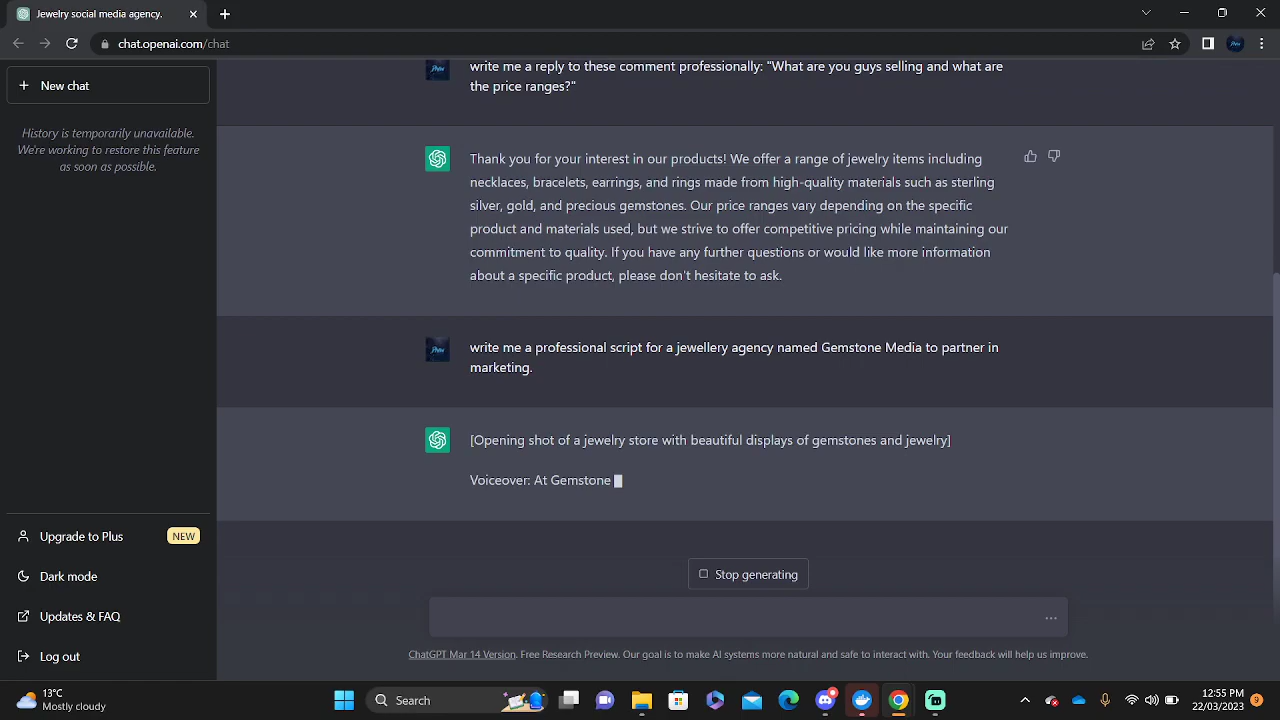 Jewelry social media agency.
chat.openai.com/chat
New chat
History is temporarily unavailable.
We're working to restore this feature
as soon as possible.
write me a reply to these comment professionally: "What are you guys selling and what are
the price ranges?"
Thank you for your interest in our products! We offer a range of jewelry items including
necklaces, bracelets, earrings, and rings made from high-quality materials such as sterling
silver, gold, and precious gemstones. Our price ranges vary depending on the specific
product and materials used, but we strive to offer competitive pricing while maintaining our
commitment to quality. If you have any further questions or would like more information
about a specific product, please don't hesitate to ask.
write me a professional script for a jewellery agency named Gemstone Media to partner in
marketing.
[Opening shot of a jewelry store with beautiful displays of gemstones and jewelry]
Voiceover: At Gemstone
Upgrade to Plus NEW
Dark mode
Updates & FAQ
Log out
Stop generating
ChatGPT Mar 14 Version. Free Research Preview. Our goal is to make AI systems more natural and safe to interact with. Your feedback will help us improve.
13°C
Mostly cloudy
Search
12:55 PM
22/03/2023
9